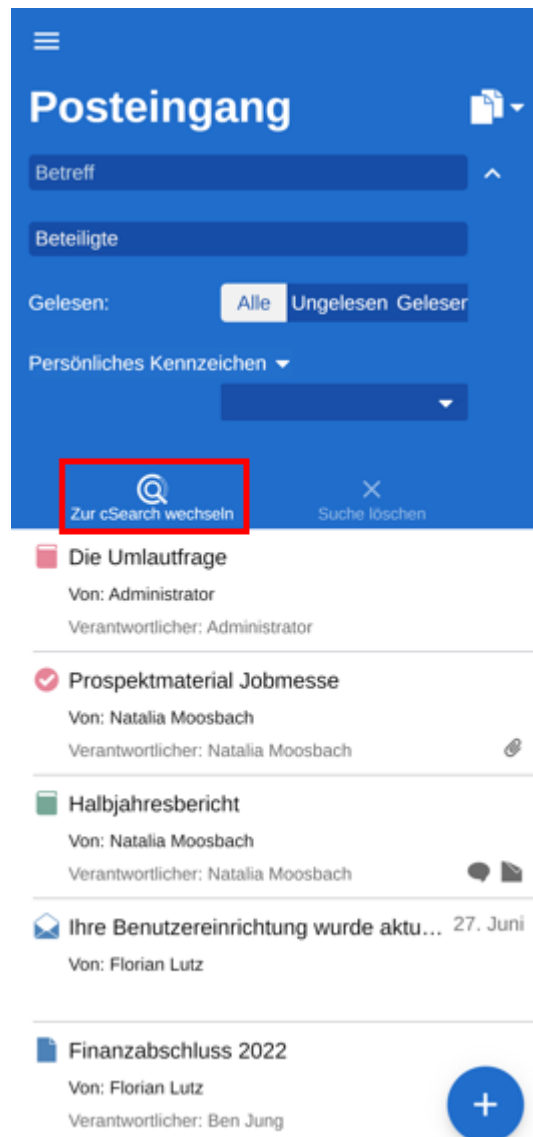 Posteingang
Betreff
Beteiligte
Gelesen: Alle Ungelesen Geleser
Persönliches Kennzeichen
Zur cSearch wechseln Suche löschen
Die Umlautfrage
Von: Administrator
Verantwortlicher: Administrator
Prospektmaterial Jobmesse
Von: Natalia Moosbach
Verantwortlicher: Natalia Moosbach
Halbjahresbericht
Von: Natalia Moosbach
Verantwortlicher: Natalia Moosbach
Ihre Benutzereinrichtung wurde aktu... 27. Juni
Von: Florian Lutz
Finanzabschluss 2022
Von: Florian Lutz
Verantwortlicher: Ben Jung